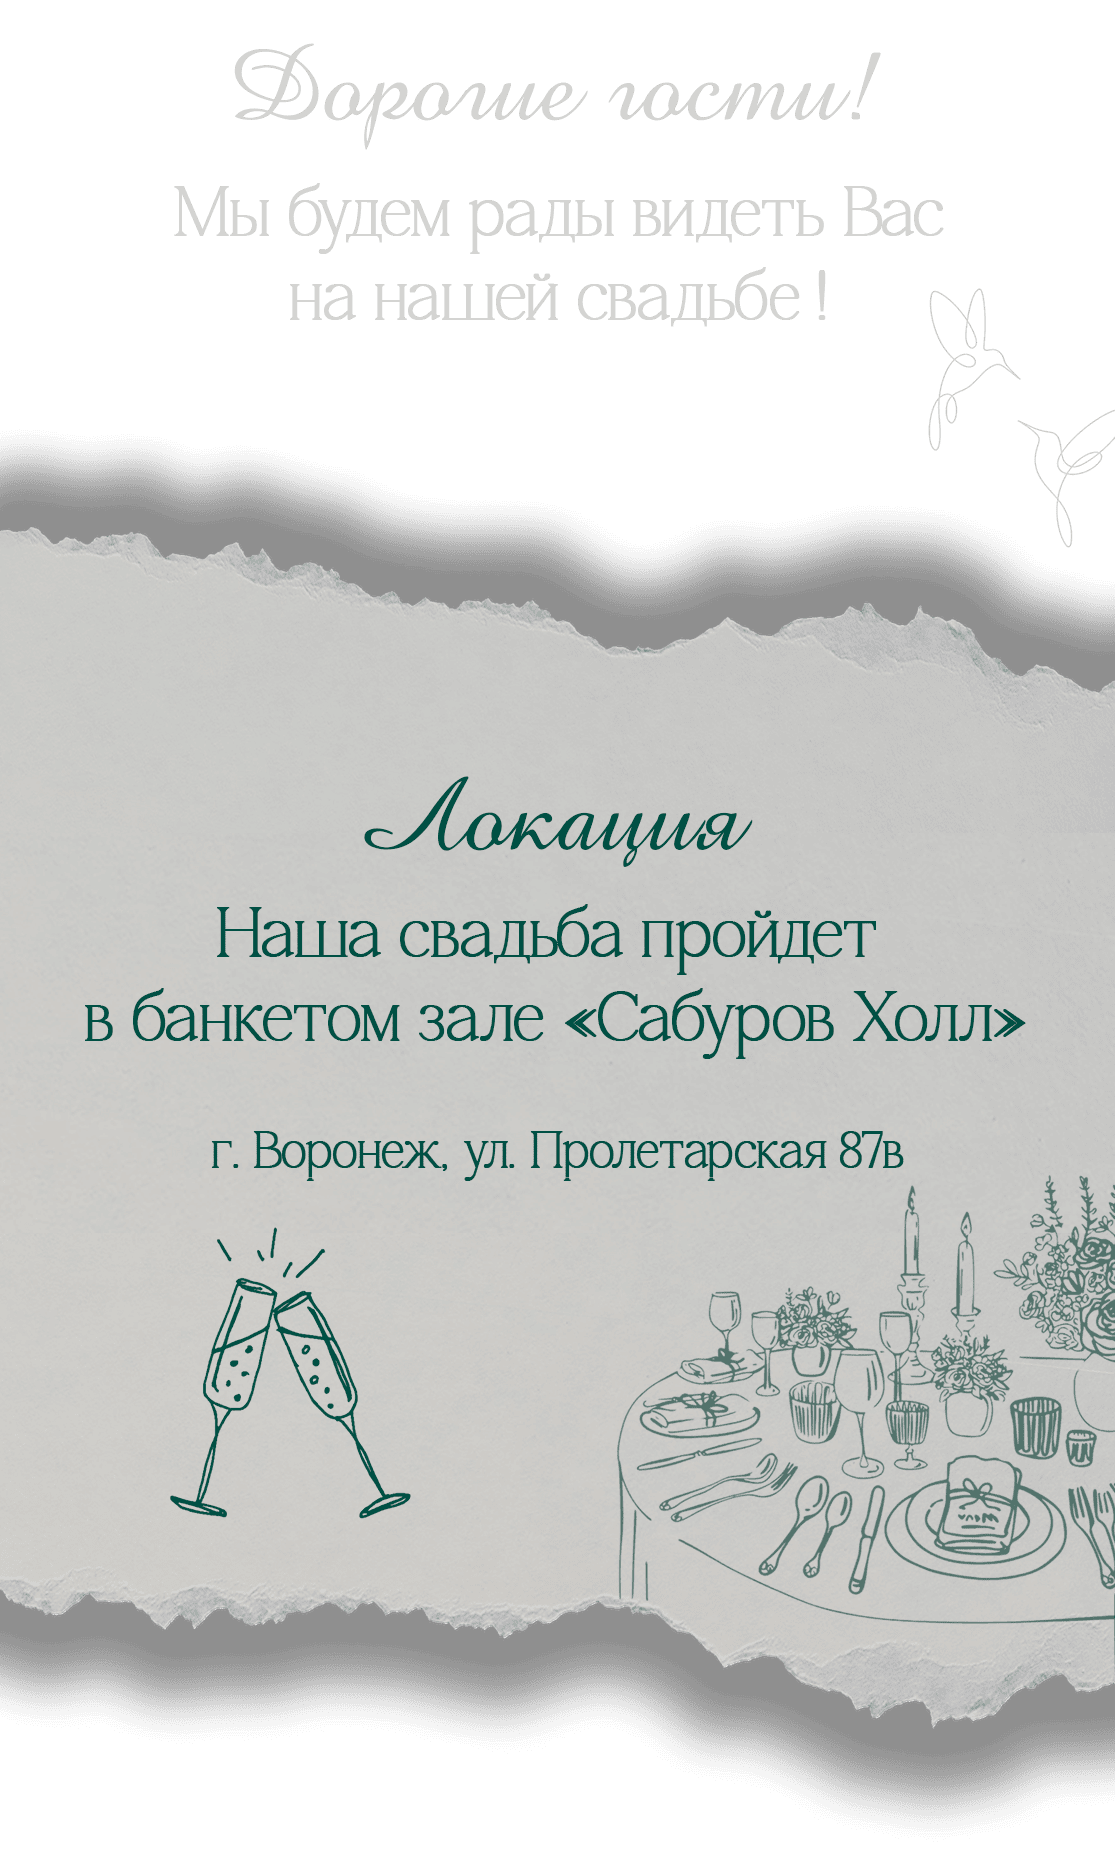 Дорогие гости!
Мы будем рады видеть Вас
на нашей свадьбе !
Локация
Наша свадьба пройдет
в банкетом зале «Сабуров Холл»
г. Воронеж, ул. Пролетарская 87в